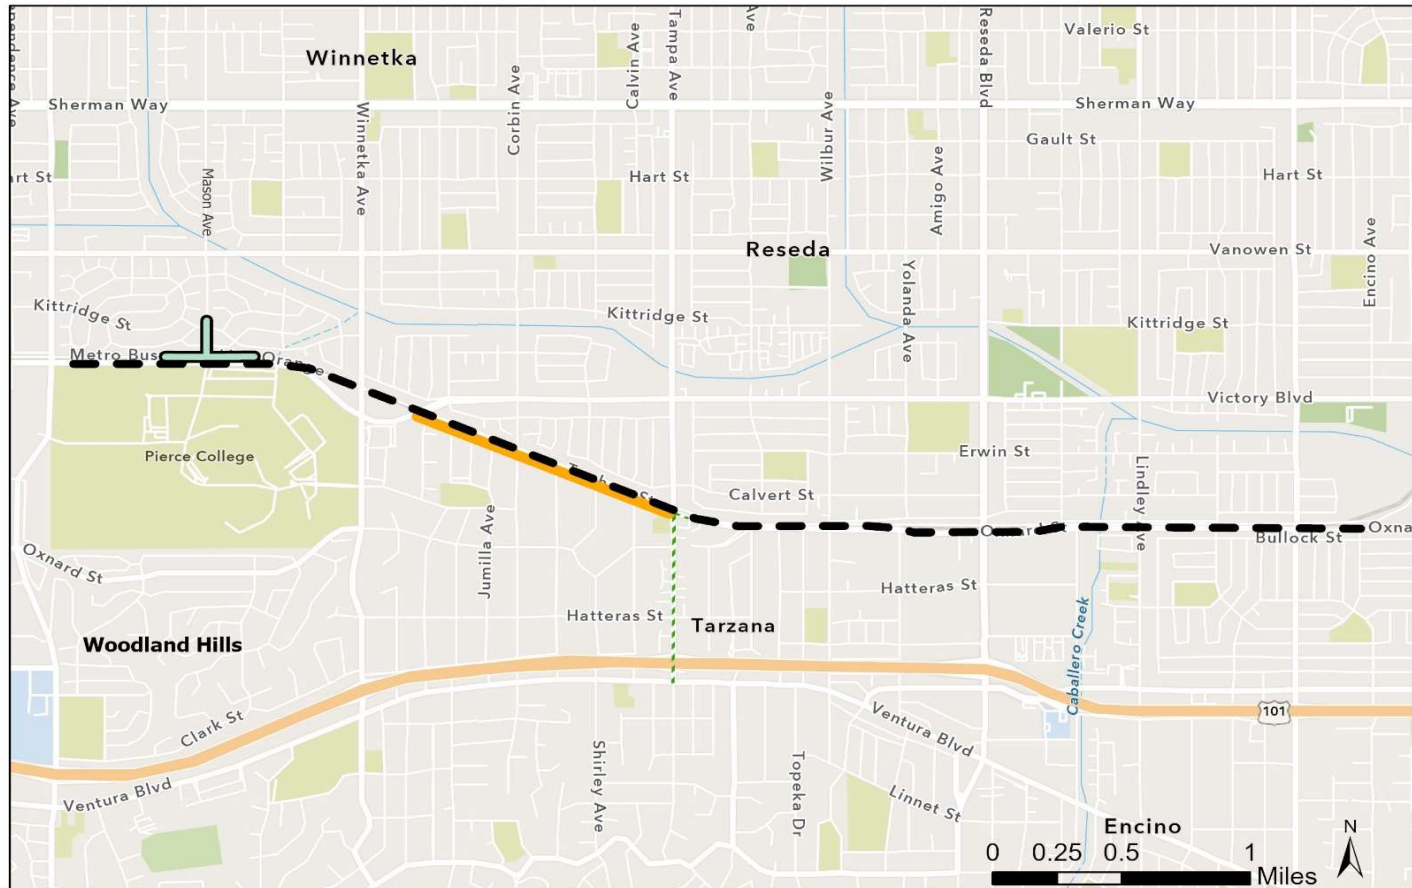 Valerio St
Winnetka
Sherman Way
Sherman Way
Winnetka Ave
Corbin Ave
Calvin Ave
Tampa Ave
Ave
Wilbur Ave
Reseda Blvd
Gault St
Mason Ave
Hart St
Amigo Ave
Hart St
Encino Ave
Reseda
Vanowen St
Yolanda Ave
Kittridge St
Kittridge St
Kittridge St
Metro Bus
Orange
Victory Blvd
Pierce College
Erwin St
Calvert St
Lindley Ave
Jumilla Ave
Bullock St
Oxnard St
Hatteras St
Hatteras St
Woodland Hills
Tarzana
Caballero Creek
101
Clark St
Ventura Blvd
Ventura Blvd
Shirley Ave
Topeka Dr
Linnet St
Encino
N
0 0.25 0.5 1
Miles